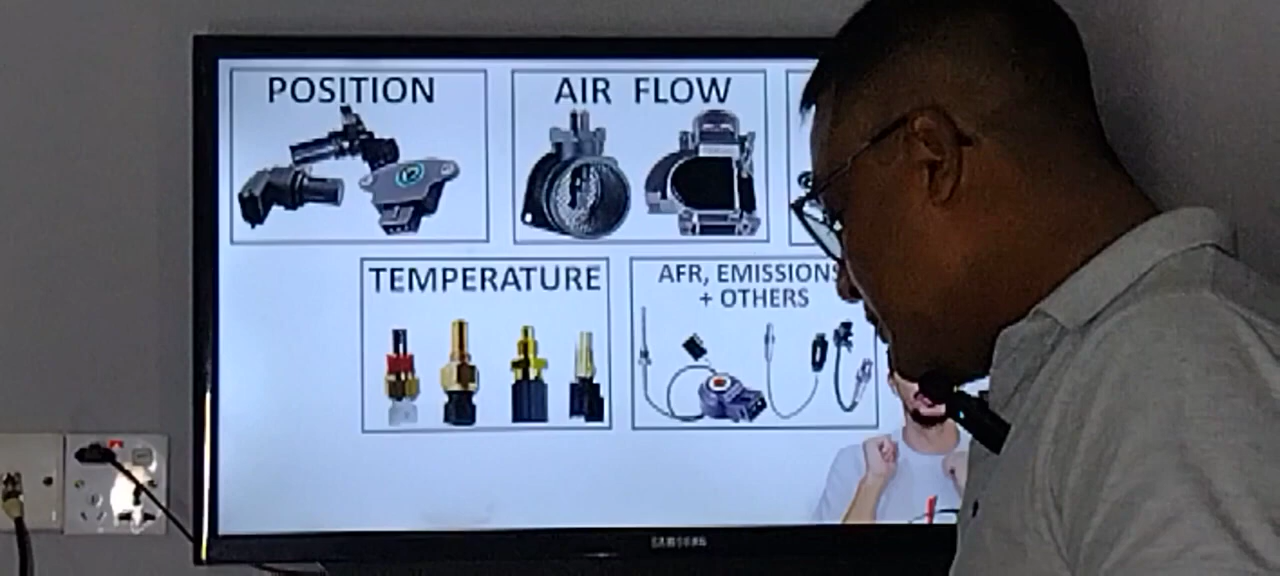 POSITION
AIR FLOW
TEMPERATURE
AFR, EMISSIONS
+ OTHERS
SAMSUNG